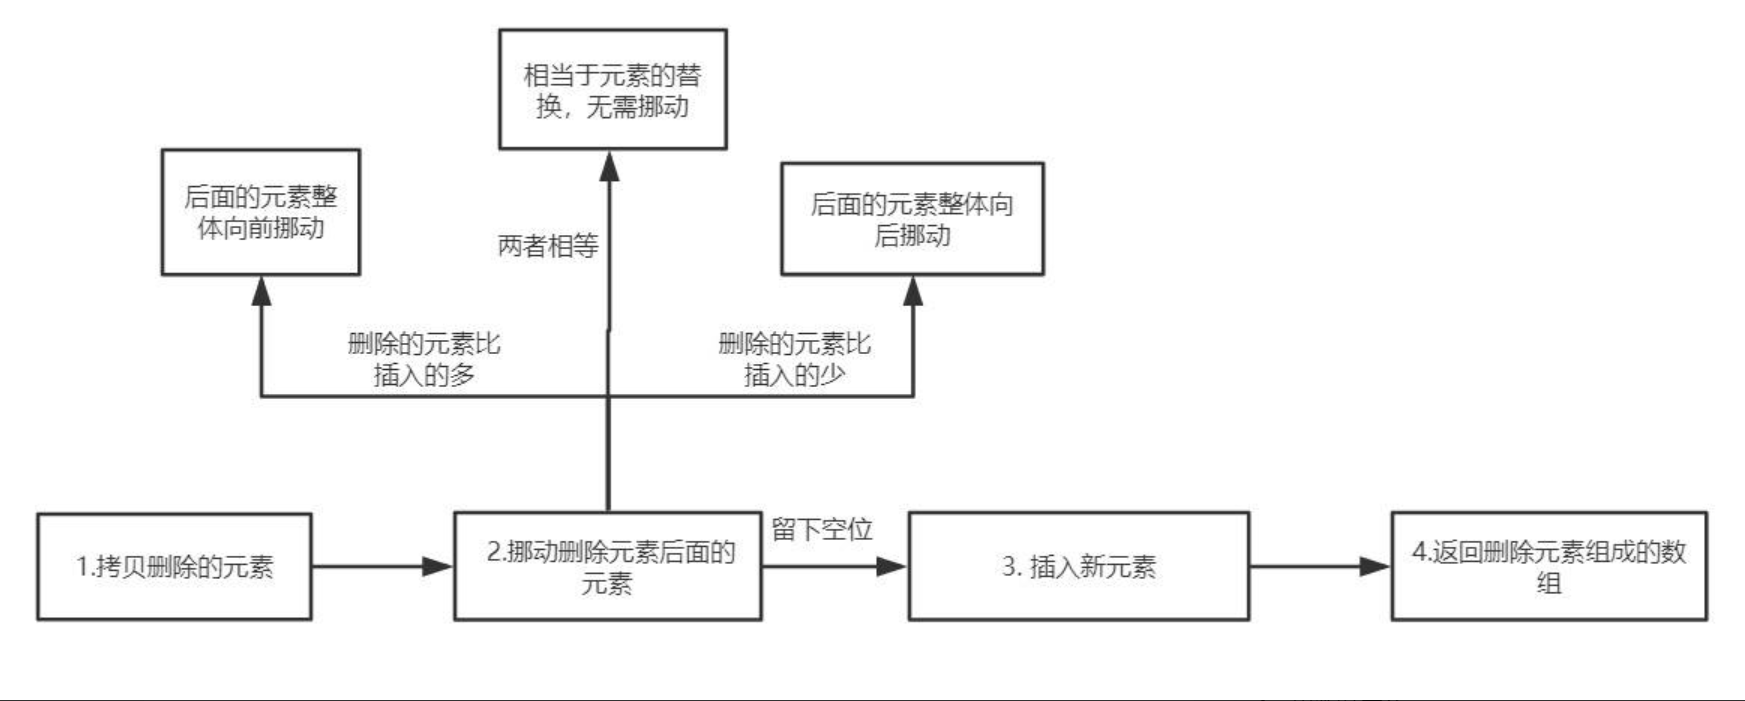 相当于元素的替
换，无需挪动
后面的元素整
体向前挪动
后面的元素整体向
后挪动
两者相等
删除的元素比
插入的多
删除的元素比
插入的少
1.拷贝删除的元素
2.挪动删除元素后面的
元素
留下空位
3. 插入新元素
4.返回删除元素组成的数
组